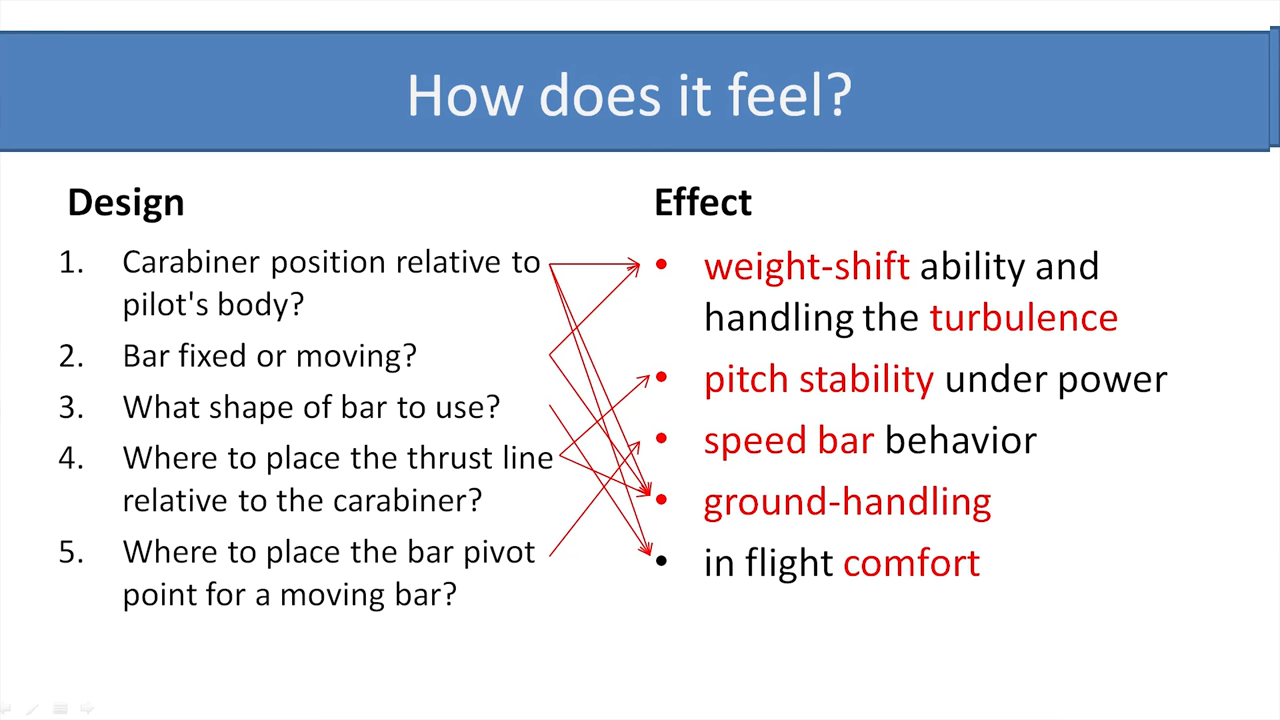 How does it feel?
Design
1. Carabiner position relative to
pilot's body?
2. Bar fixed or moving?
3. What shape of bar to use?
4. Where to place the thrust line
relative to the carabiner?
5. Where to place the bar pivot
point for a moving bar?
Effect
• weight-shift ability and
handling the turbulence
• pitch stability under power
• speed bar behavior
• ground-handling
• in flight comfort